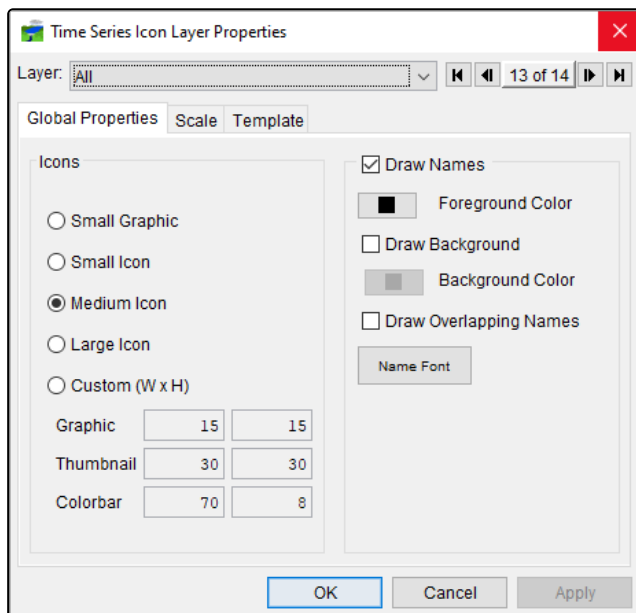 Time Series Icon Layer Properties
Layer: All 13 of 14
Global Properties Scale Template
Icons
Small Graphic
Small Icon
Medium Icon
Large Icon
Custom (W x H)
Graphic 15 15
Thumbnail 30 30
Colorbar 70 8
Draw Names
Foreground Color
Draw Background
Background Color
Draw Overlapping Names
Name Font
OK Cancel Apply